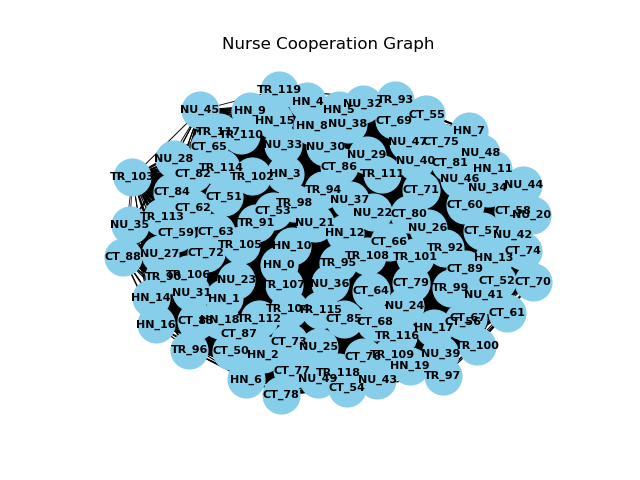 Nurse Cooperation Graph
TR_119
HN_4
NU_45
HN_9
HN_5
NU_32
TR_93
CT_55
HN_15
HN_8
NU_38
CT_69
HN_7
TR_110
CT_65
NU_33
NU_30
NU_47
CT_75
NU_28
NU_29
NU_40
CT_81
NU_48
TR_103
CT_82
TR_114
TR_102
HN_3
CT_86
TR_111
NU_46
HN_11
CT_84
CT_51
TR_94
CT_71
NU_34
NU_44
CT_62
CT_53
TR_98
NU_37
NU_22
CT_80
CT_60
CT_58
NU_20
NU_35
TR_113
CT_59
CT_63
TR_91
NU_21
HN_12
NU_26
CT_57
NU_42
CT_88
NU_27
CT_72
TR_105
HN_10
CT_66
TR_92
HN_13
CT_74
TR_106
NU_23
HN_0
TR_95
TR_108
TR_101
CT_89
HN_14
NU_31
HN_1
TR_107
NU_36
CT_64
CT_79
TR_99
NU_41
CT_52
CT_70
HN_16
HN_18
TR_112
TR_104
TR_115
CT_85
CT_68
NU_24
HN_17
CT_67
CT_56
CT_61
TR_96
CT_50
CT_87
HN_2
CT_73
NU_25
TR_116
TR_109
NU_39
TR_100
HN_6
CT_77
NU_49
TR_118
NU_43
HN_19
TR_97
CT_78
CT_54